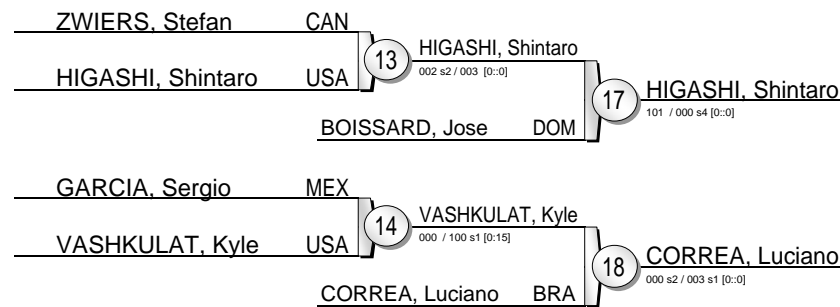 ZWIERS, Stefan CAN
HIGASHI, Shintaro USA
13
HIGASHI, Shintaro
002 s2 / 003 [0::0]
BOISSARD, Jose DOM
17
HIGASHI, Shintaro
101 / 000 s4 [0::0]
GARCIA, Sergio MEX
VASHKULAT, Kyle USA
14
VASHKULAT, Kyle
000 / 100 s1 [0:15]
CORREA, Luciano BRA
18
CORREA, Luciano
000 s2 / 003 s1 [0::0]